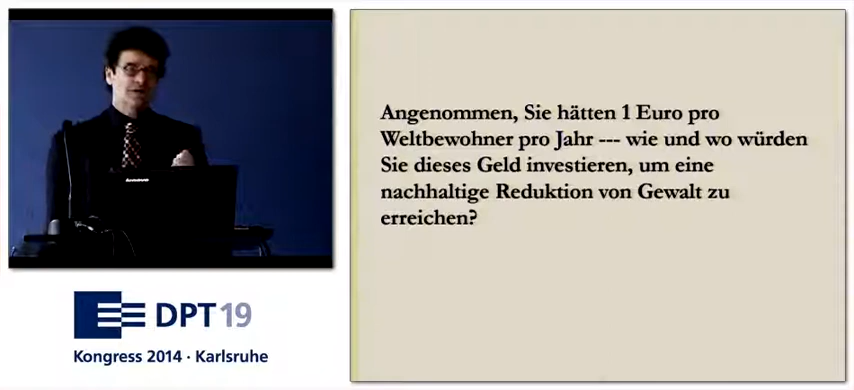 lenovo
DPT 19
Kongress 2014 · Karlsruhe
Angenommen, Sie hätten 1 Euro pro
Weltbewohner pro Jahr --- wie und wo würden
Sie dieses Geld investieren, um eine
nachhaltige Reduktion von Gewalt zu
erreichen?